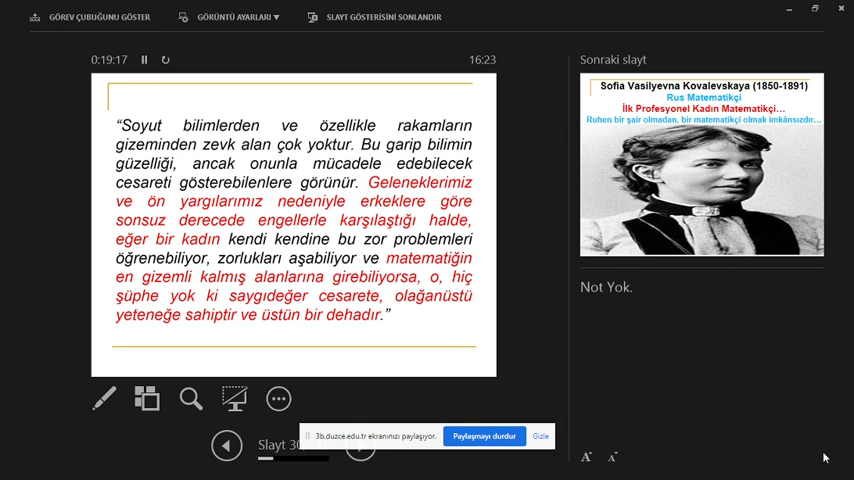 GÖREV ÇUBUĞUNU GÖSTER
GÖRÜNTÜ AYARLARI ▼
SLAYT GÖSTERİSİNİ SONLANDIR
0:19:17
16:23
“Soyut bilimlerden ve özellikle rakamların
gizeminden zevk alan çok yoktur. Bu garip bilimin
güzelliği, ancak onunla mücadele edebilecek
cesareti gösterebilenlere görünür. Geleneklerimiz
ve ön yargılarımız nedeniyle erkeklere göre
sonsuz derecede engellerle karşılaştığı halde,
eğer bir kadın kendi kendine bu zor problemleri
öğrenebiliyor, zorlukları aşabiliyor ve matematiğin
en gizemli kalmış alanlarına girebiliyorsa, o, hiç
şüphe yok ki saygıdeğer cesarete, olağanüstü
yeteneğe sahiptir ve üstün bir dehadır.”
Sonraki slayt
Sofia Vasilyevna Kovalevskaya (1850-1891)
Rus Matematikçi
İlk Profesyonel Kadın Matematikçi…
Ruhen bir şair olmadan, bir matematikçi olmak imkânsızdır…
Not Yok.
Slayt 30
3b.duzce.edu.tr ekranınızı paylaşıyor.
Paylaşmayı durdur
Gizle
A
A